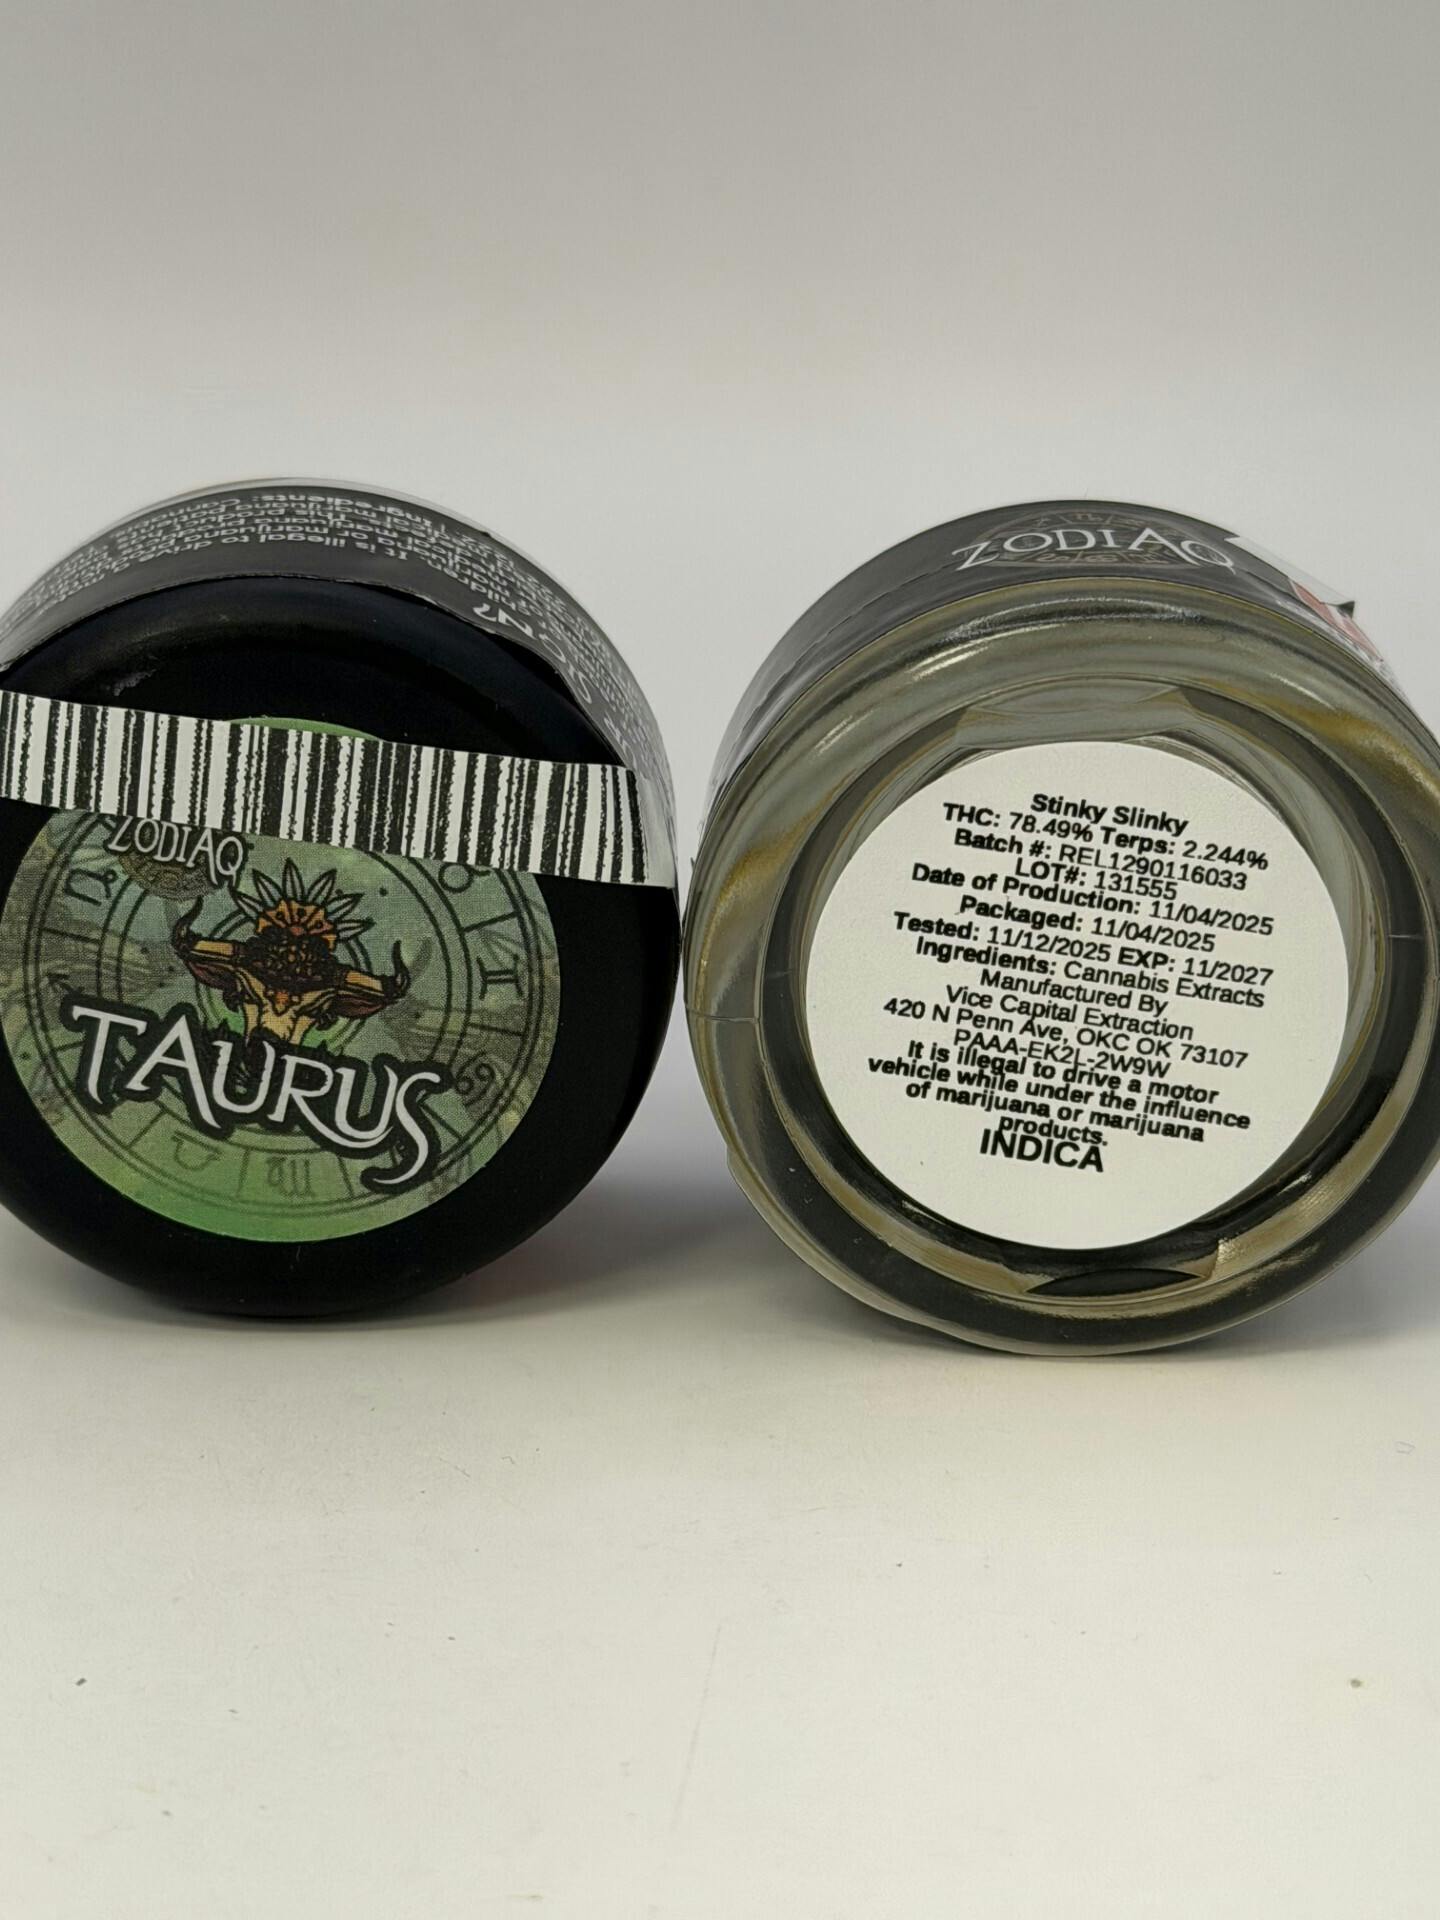 ZODIAQ
TAURUS
ZODIAQ
Stinky Slinky
THC: 78.49% Terps: 2.244%
Batch #: REL1290116033
LOT#: 131555
Date of Production: 11/04/2025
Packaged: 11/04/2025
Tested: 11/12/2025 EXP: 11/2027
Ingredients: Cannabis Extracts
Manufactured By
Vice Capital Extraction
420 N Penn Ave, OKC OK 73107
PAAA-EK2L-2W9W
It is illegal to drive a motor
vehicle while under the influence
of marijuana or marijuana
products.
INDICA